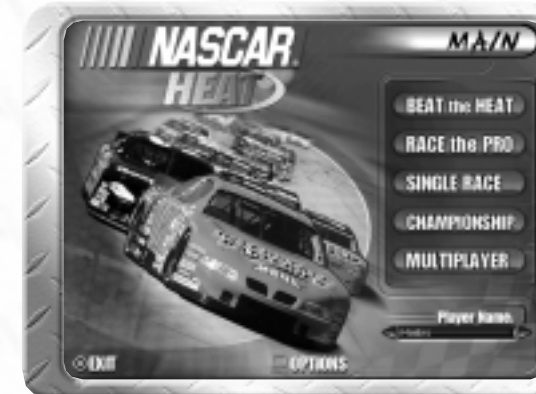 NASCAR
HEAT
MAIN
BEAT the HEAT
RACE the PRO
SINGLE RACE
CHAMPIONSHIP
MULTIPLAYER
Player Name:
EXIT
OPTIONS